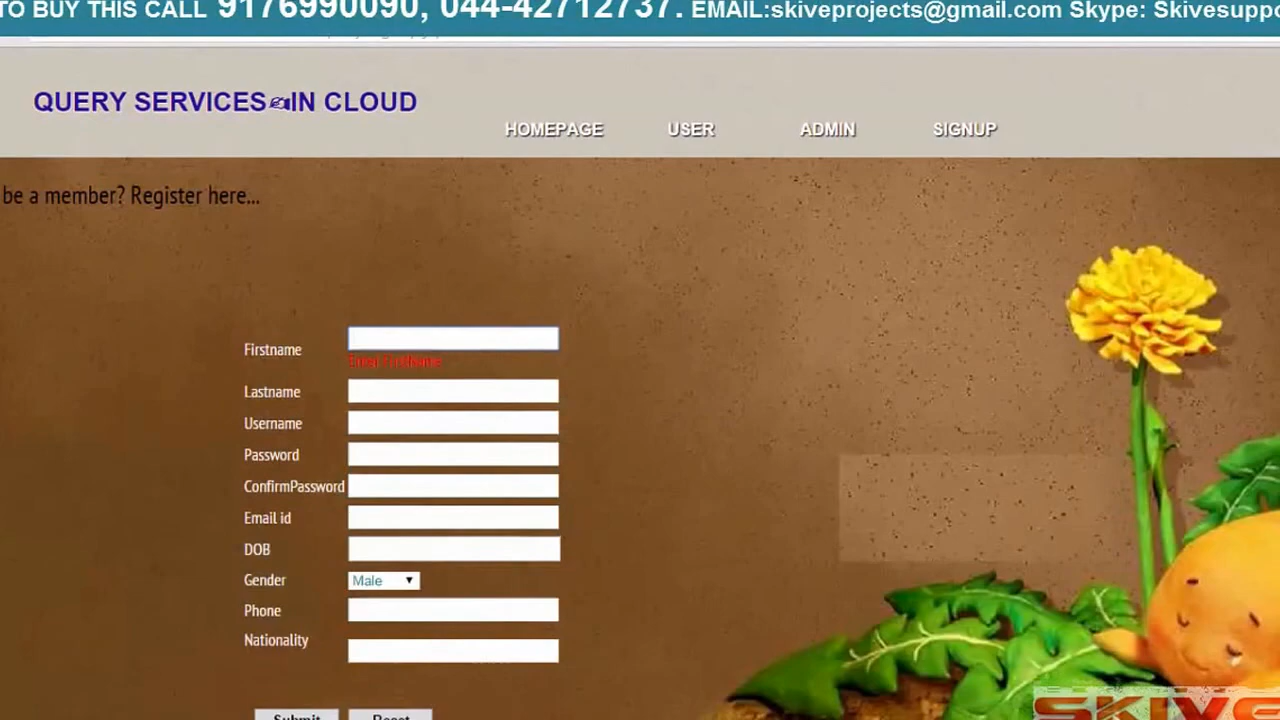 TO BUY THIS CALL 9176990090, 044-42712737. EMAIL:skiveprojects@gmail.com Skype: Skivesuppo
QUERY SERVICES✍IN CLOUD
HOMEPAGE USER ADMIN SIGNUP
be a member? Register here...
Firstname
Lastname
Username
Password
ConfirmPassword
Email id
DOB
Gender Male ▼
Phone
Nationality
Submit Reset
SKIVE